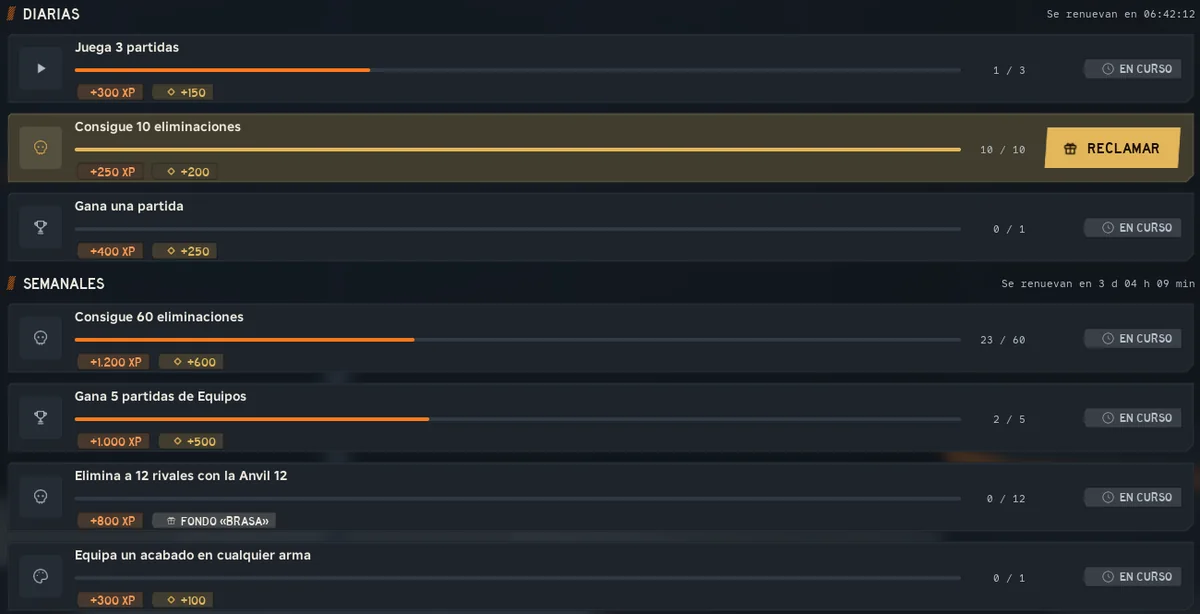 DIARIAS
Se renuevan en 06:42:12
Juega 3 partidas
1 / 3
EN CURSO
+300 XP
+150
Consigue 10 eliminaciones
10 / 10
RECLAMAR
+250 XP
+200
Gana una partida
0 / 1
EN CURSO
+400 XP
+250
SEMANALES
Se renuevan en 3 d 04 h 09 min
Consigue 60 eliminaciones
23 / 60
EN CURSO
+1.200 XP
+600
Gana 5 partidas de Equipos
2 / 5
EN CURSO
+1.000 XP
+500
Elimina a 12 rivales con la Anvil 12
0 / 12
EN CURSO
+800 XP
FONDO «BRASA»
Equipa un acabado en cualquier arma
0 / 1
EN CURSO
+300 XP
+100